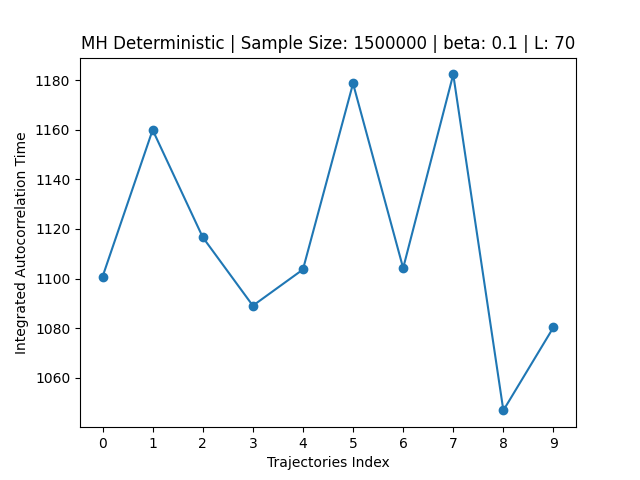 MH Deterministic | Sample Size: 1500000 | beta: 0.1 | L: 70
Integrated Autocorrelation Time
1180
1160
1140
1120
1100
1080
1060
0 1 2 3 4 5 6 7 8 9
Trajectories Index